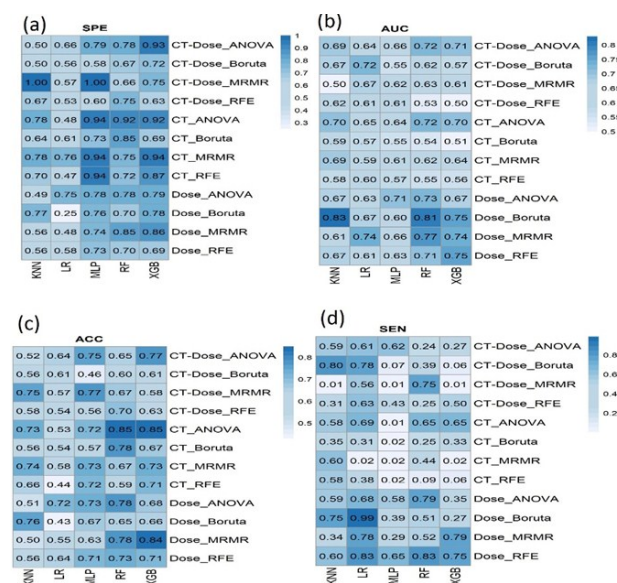 (a)
SPE
0.50 0.66 0.79 0.78 0.93 CT-Dose_ANOVA
0.50 0.56 0.58 0.67 0.72 CT-Dose_Boruta
1.00 0.57 1.00 0.66 0.75 CT-Dose_MRMR
0.67 0.53 0.60 0.75 0.63 CT-Dose_RFE
0.78 0.48 0.94 0.92 0.92 CT_ANOVA
0.64 0.61 0.73 0.85 0.69 CT_Boruta
0.78 0.76 0.94 0.75 0.94 CT_MRMR
0.70 0.47 0.94 0.72 0.87 CT_RFE
0.49 0.75 0.78 0.78 0.79 Dose_ANOVA
0.77 0.25 0.76 0.70 0.78 Dose_Boruta
0.56 0.48 0.74 0.85 0.86 Dose_MRMR
0.56 0.58 0.73 0.70 0.69 Dose_RFE
KNN LR MLP RF XGB
1
0.9
0.8
0.7
0.6
0.5
0.4
0.3
(b)
AUC
0.69 0.64 0.66 0.72 0.71 CT-Dose_ANOVA
0.67 0.72 0.55 0.62 0.57 CT-Dose_Boruta
0.50 0.67 0.62 0.63 0.61 CT-Dose_MRMR
0.62 0.61 0.61 0.53 0.50 CT-Dose_RFE
0.70 0.65 0.64 0.72 0.70 CT_ANOVA
0.59 0.57 0.55 0.54 0.51 CT_Boruta
0.69 0.59 0.61 0.62 0.64 CT_MRMR
0.58 0.60 0.57 0.55 0.56 CT_RFE
0.67 0.63 0.71 0.73 0.67 Dose_ANOVA
0.83 0.67 0.60 0.81 0.75 Dose_Boruta
0.61 0.74 0.66 0.77 0.74 Dose_MRMR
0.67 0.61 0.63 0.71 0.75 Dose_RFE
KNN LR MLP RF XGB
0.8
0.75
0.7
0.65
0.6
0.55
0.5
(c)
ACC
0.52 0.64 0.75 0.65 0.77 CT-Dose_ANOVA
0.56 0.61 0.46 0.60 0.61 CT-Dose_Boruta
0.75 0.57 0.77 0.67 0.58 CT-Dose_MRMR
0.58 0.54 0.56 0.70 0.63 CT-Dose_RFE
0.73 0.53 0.72 0.85 0.85 CT_ANOVA
0.56 0.54 0.57 0.78 0.67 CT_Boruta
0.74 0.58 0.73 0.67 0.73 CT_MRMR
0.66 0.44 0.72 0.59 0.71 CT_RFE
0.51 0.72 0.73 0.78 0.68 Dose_ANOVA
0.76 0.43 0.67 0.65 0.66 Dose_Boruta
0.50 0.55 0.63 0.78 0.84 Dose_MRMR
0.56 0.64 0.71 0.73 0.71 Dose_RFE
KNN LR MLP RF XGB
0.8
0.7
0.6
0.5
(d)
SEN
0.59 0.61 0.62 0.24 0.27 CT-Dose_ANOVA
0.80 0.78 0.07 0.39 0.06 CT-Dose_Boruta
0.01 0.56 0.01 0.75 0.01 CT-Dose_MRMR
0.31 0.63 0.43 0.25 0.50 CT-Dose_RFE
0.58 0.69 0.01 0.65 0.65 CT_ANOVA
0.35 0.31 0.02 0.25 0.33 CT_Boruta
0.60 0.02 0.02 0.44 0.02 CT_MRMR
0.58 0.38 0.02 0.09 0.06 CT_RFE
0.59 0.68 0.58 0.79 0.35 Dose_ANOVA
0.75 0.99 0.39 0.51 0.27 Dose_Boruta
0.34 0.78 0.29 0.52 0.79 Dose_MRMR
0.60 0.83 0.65 0.83 0.75 Dose_RFE
KNN LR MLP RF XGB
0.8
0.6
0.4
0.2